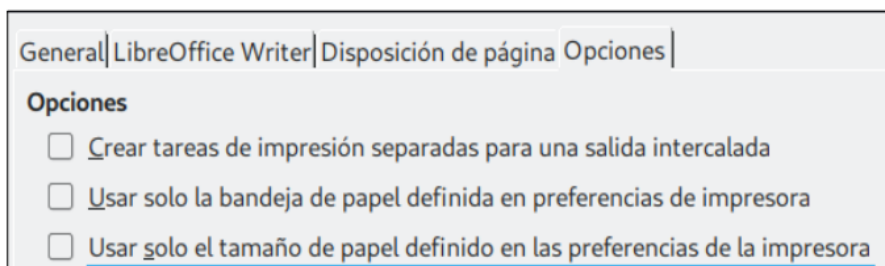 General LibreOffice Writer Disposición de página Opciones
Opciones
Crear tareas de impresión separadas para una salida intercalada
Usar solo la bandeja de papel definida en preferencias de impresora
Usar solo el tamaño de papel definido en las preferencias de la impresora